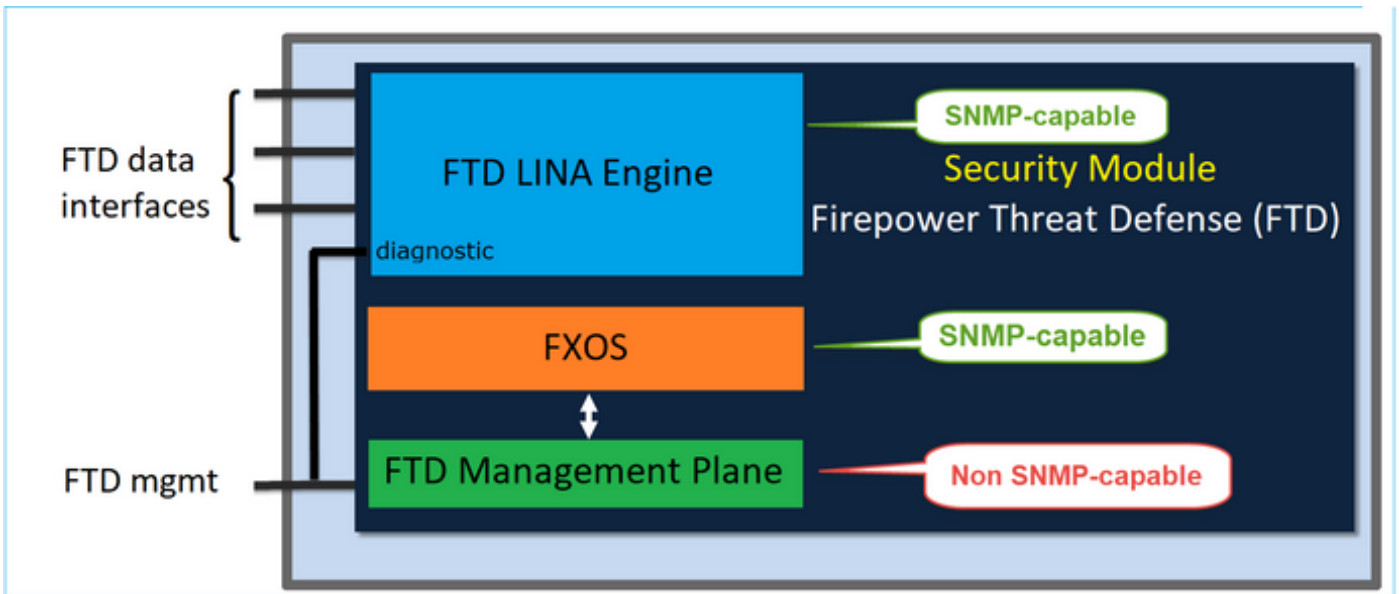 FTD data
interfaces
FTD LINA Engine
diagnostic
SNMP-capable
Security Module
Firepower Threat Defense (FTD)
FXOS
SNMP-capable
FTD mgmt
FTD Management Plane
Non SNMP-capable